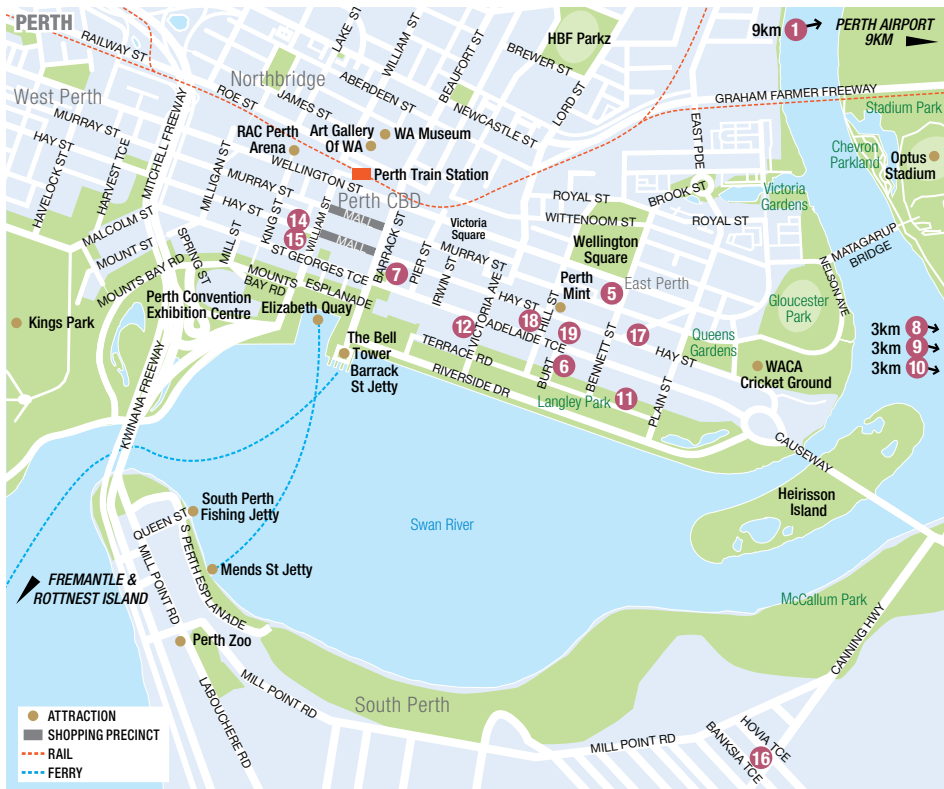 PERTH
RAILWAY ST
LAKE ST
WILLIAM ST
BEAUFORT ST
HBF Parkz
BREWER ST
9km 1
PERTH AIRPORT
9KM
Northbridge
ABERDEEN ST
LORD ST
NEWCASTLE ST
GRAHAM FARMER FREEWAY
West Perth
ROE ST
JAMES ST
Stadium Park
MURRAY ST
HAY ST
MITCHELL FREEWAY
RAC Perth
Arena
Art Gallery
Of WA
WA Museum
EAST PDE
Chevron
Parkland
Optus
Stadium
HAVELOCK ST
HARVEST TCE
MILLIGAN ST
WELLINGTON ST
Perth Train Station
MURRAY ST
HAY ST
Perth CBD
ROYAL ST
BROOK ST
Victoria
Gardens
MALCOLM ST
MOUNT ST
MOUNTS BAY RD
SPRING ST
MILL ST
KING ST
14
15
WILLIAM ST
MALL
MALL
BARRACK ST
PIER ST
Victoria
Square
WITTENOOM ST
ROYAL ST
Wellington
Square
MATAGARUP
BRIDGE
ST GEORGES TCE
MURRAY ST
IRWIN ST
VICTORIA AVE
7
Perth
Mint
5
East Perth
NELSON AVE
MOUNTS
BAY RD
ESPLANADE
Perth Convention
Exhibition Centre
Elizabeth Quay
HAY ST
HILL ST
Gloucester
Park
Kings Park
12
18
ADELAIDE TCE
19
17
HAY ST
Queens
Gardens
3km 8
3km 9
3km 10
The Bell
Tower
Barrack
St Jetty
TERRACE RD
RIVERSIDE DR
BURT
6
BENNETT ST
WACA
Cricket Ground
KWINANA FREEWAY
Langley Park
11
PLAIN ST
CAUSEWAY
South Perth
Fishing Jetty
Swan River
Heirisson
Island
QUEEN ST
S PERTH ESPLANADE
MILL POINT RD
Mends St Jetty
FREMANTLE &
ROTTNEST ISLAND
McCallum Park
CANNING HWY
Perth Zoo
LABOUCHERE RD
MILL POINT RD
South Perth
MILL POINT RD
HOVIA TCE
BANKSIA TCE
16
ATTRACTION
SHOPPING PRECINCT
RAIL
FERRY